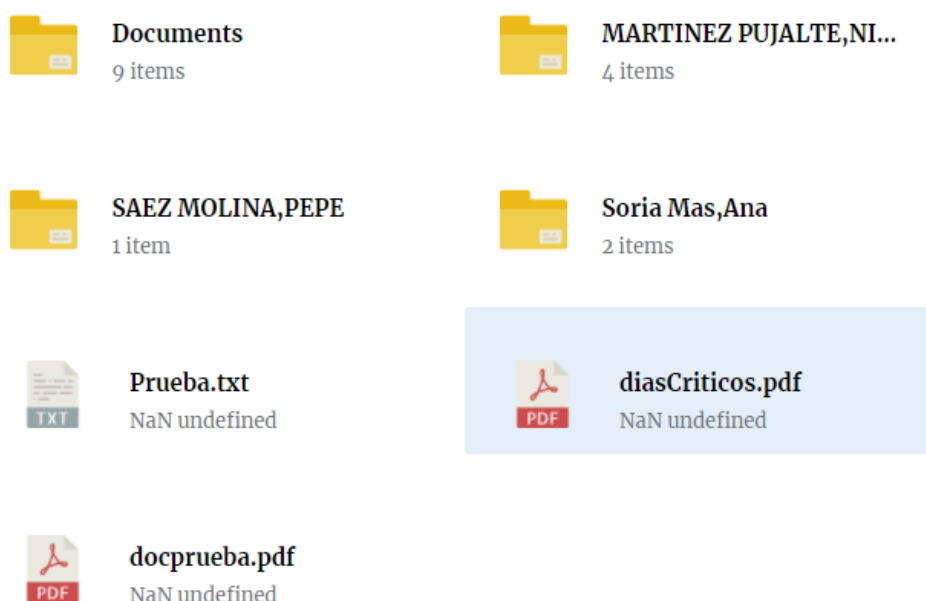 Documents
9 items
MARTINEZ PUJALTE,NI...
4 items
SAEZ MOLINA,PEPE
1 item
Soria Mas,Ana
2 items
TXT
Prueba.txt
NaN undefined
PDF
diasCriticos.pdf
NaN undefined
PDF
docprueba.pdf
NaN undefined